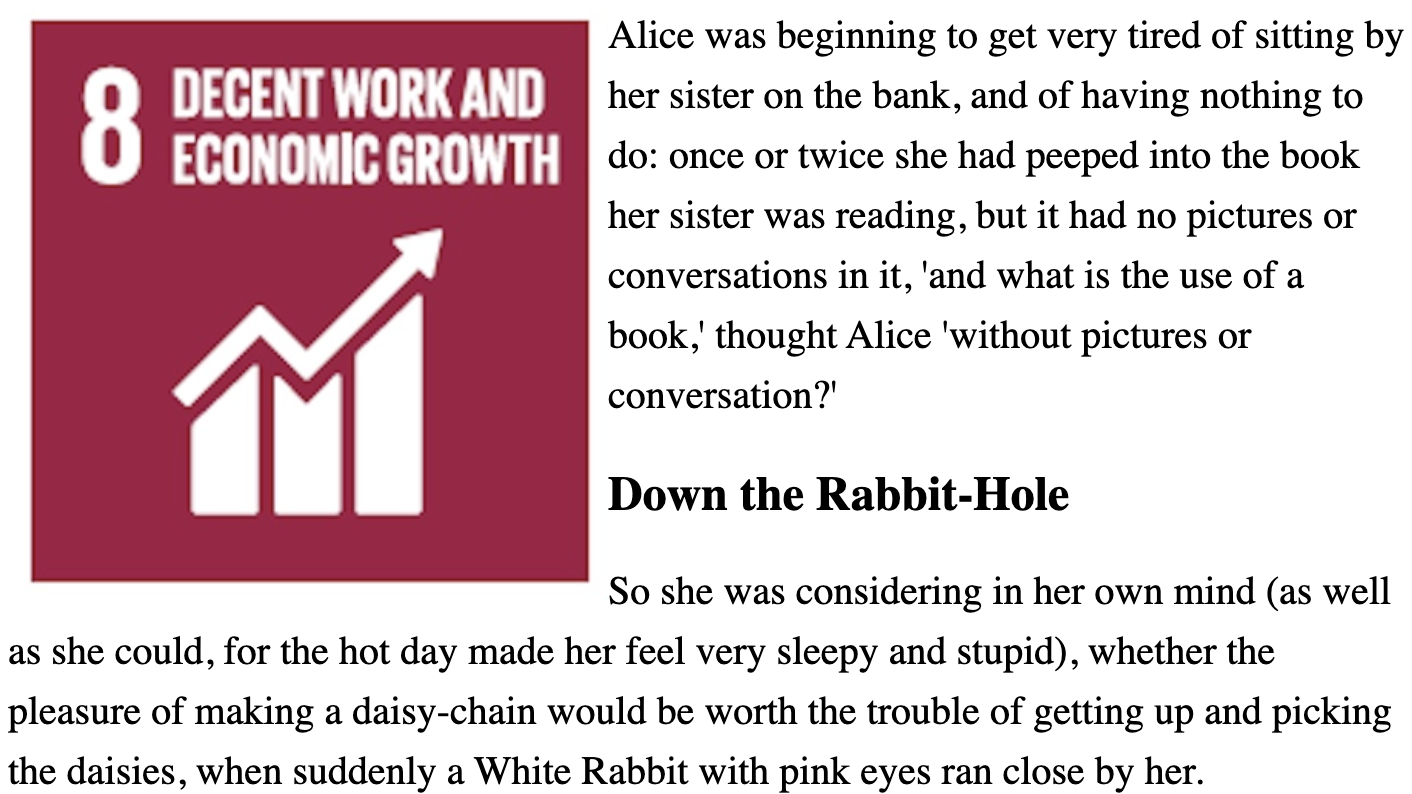 8 DECENT WORK AND
ECONOMIC GROWTH
Alice was beginning to get very tired of sitting by
her sister on the bank, and of having nothing to
do: once or twice she had peeped into the book
her sister was reading, but it had no pictures or
conversations in it, 'and what is the use of a
book,' thought Alice 'without pictures or
conversation?'
Down the Rabbit-Hole
So she was considering in her own mind (as well
as she could, for the hot day made her feel very sleepy and stupid), whether the
pleasure of making a daisy-chain would be worth the trouble of getting up and picking
the daisies, when suddenly a White Rabbit with pink eyes ran close by her.